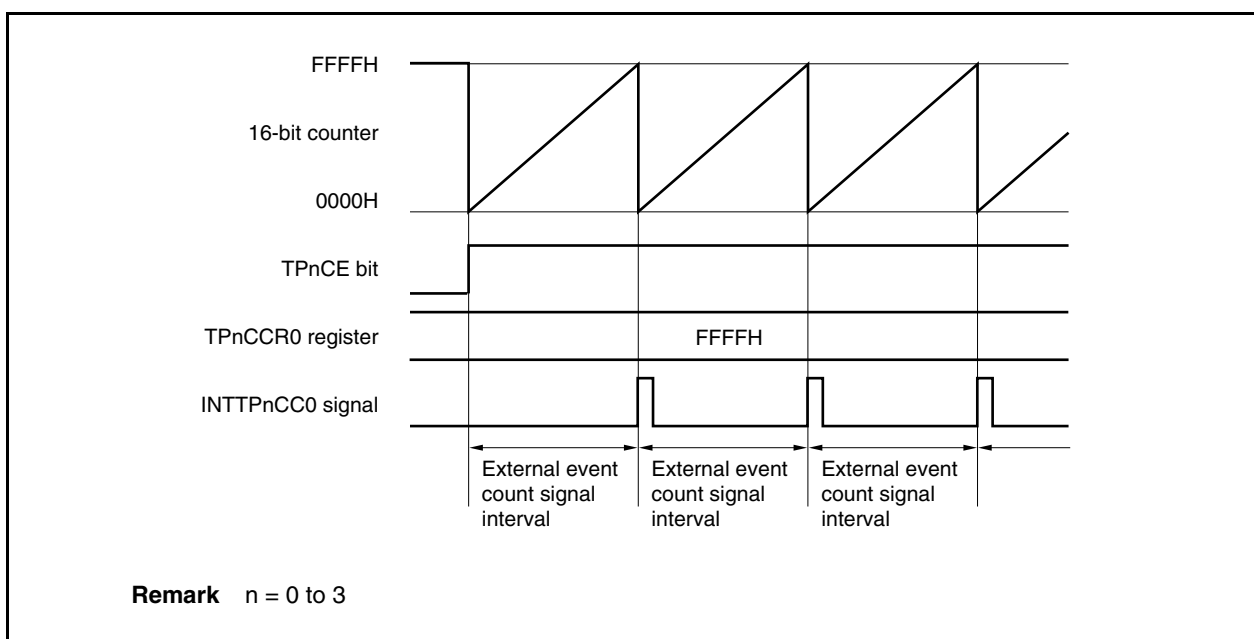 FFFFH
16-bit counter
0000H
TPnCE bit
TPnCCR0 register
FFFFH
INTTPnCC0 signal
External event
count signal
interval
External event
count signal
interval
External event
count signal
interval
Remark n = 0 to 3